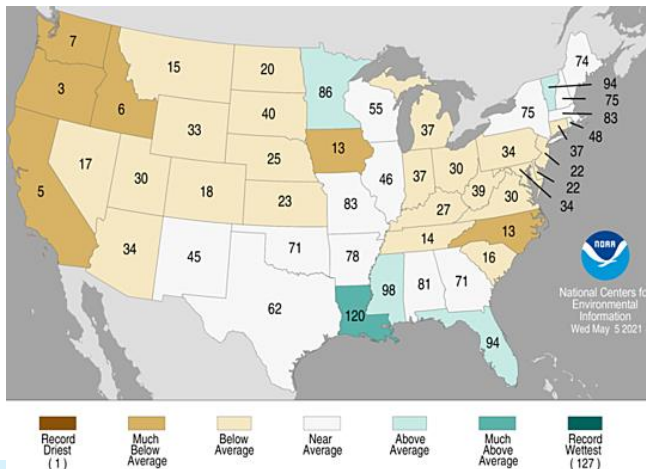 7
74
15
20
86
94
3
6
55
75
75
83
40
33
37
48
13
34
37
17
25
37
30
22
5
30
18
46
39
22
23
83
30
27
34
34
14
13
45
71
78
16
NOAA
62
98
81
71
National Centers for
Environmental
Information
Wed May 5 2021
120
94
Record
Driest
(1)
Much
Below
Average
Below
Average
Near
Average
Above
Average
Much
Above
Average
Record
Wettest
(127)